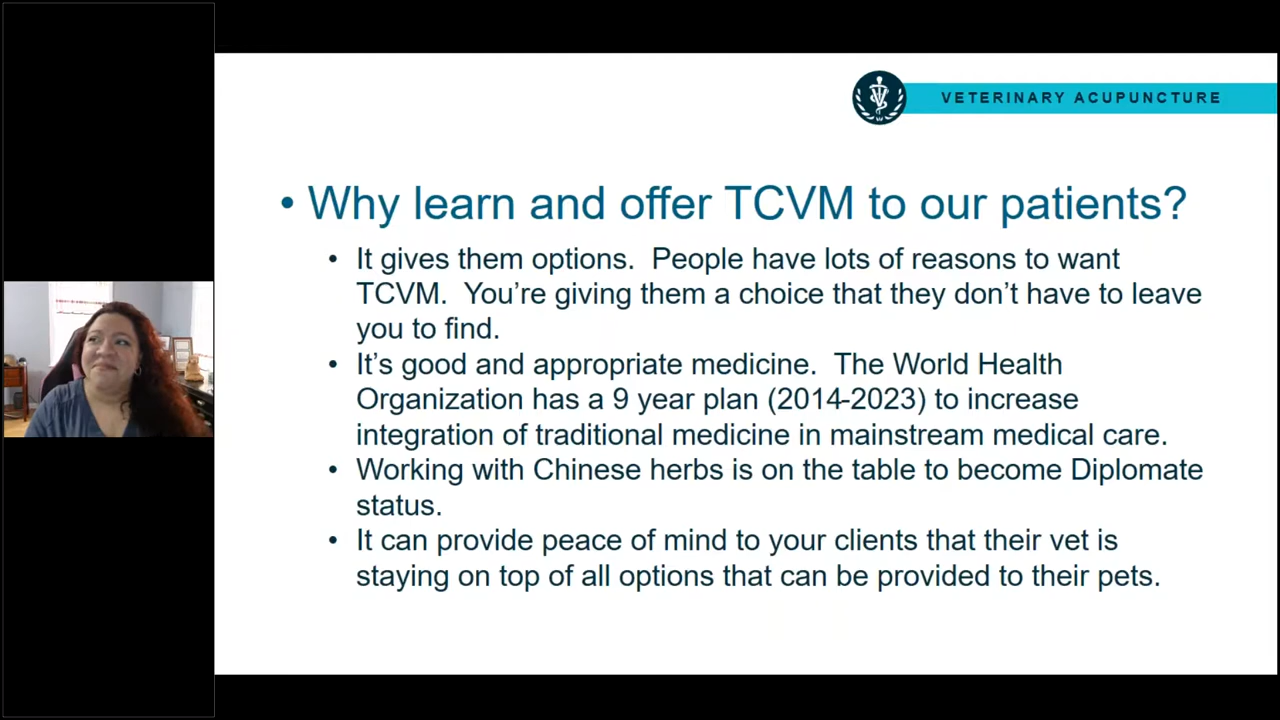 VETERINARY ACUPUNCTURE
• Why learn and offer TCVM to our patients?
• It gives them options.  People have lots of reasons to want
TCVM.  You’re giving them a choice that they don’t have to leave
you to find.
• It’s good and appropriate medicine.  The World Health
Organization has a 9 year plan (2014-2023) to increase
integration of traditional medicine in mainstream medical care.
• Working with Chinese herbs is on the table to become Diplomate
status.
• It can provide peace of mind to your clients that their vet is
staying on top of all options that can be provided to their pets.